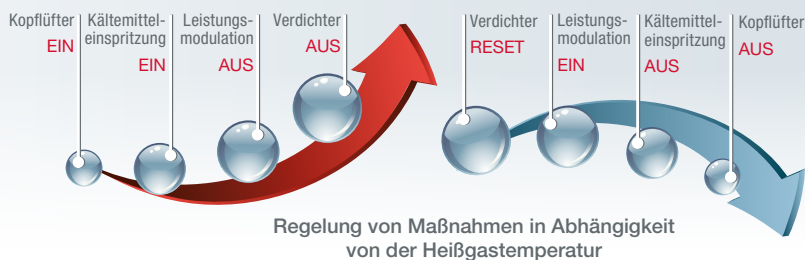 Kopflüfter
EIN
Kältemittel-
einspritzung
EIN
Leistungs-
modulation
AUS
Verdichter
AUS
Verdichter
RESET
Leistungs-
modulation
EIN
Kältemittel-
einspritzung
AUS
Kopflüfter
AUS
Regelung von Maßnahmen in Abhängigkeit
von der Heißgastemperatur